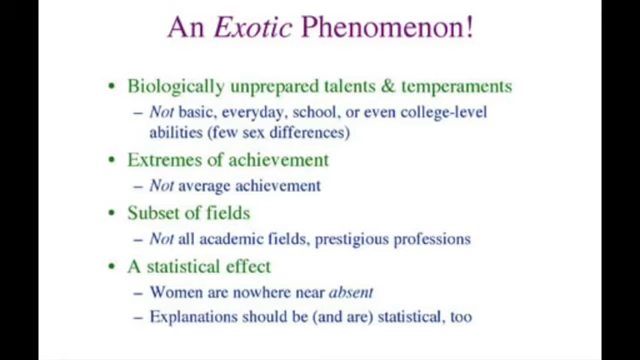 An Exotic Phenomenon!
• Biologically unprepared talents & temperaments
– Not basic, everyday, school, or even college-level
abilities (few sex differences)
• Extremes of achievement
– Not average achievement
• Subset of fields
– Not all academic fields, prestigious professions
• A statistical effect
– Women are nowhere near absent
– Explanations should be (and are) statistical, too